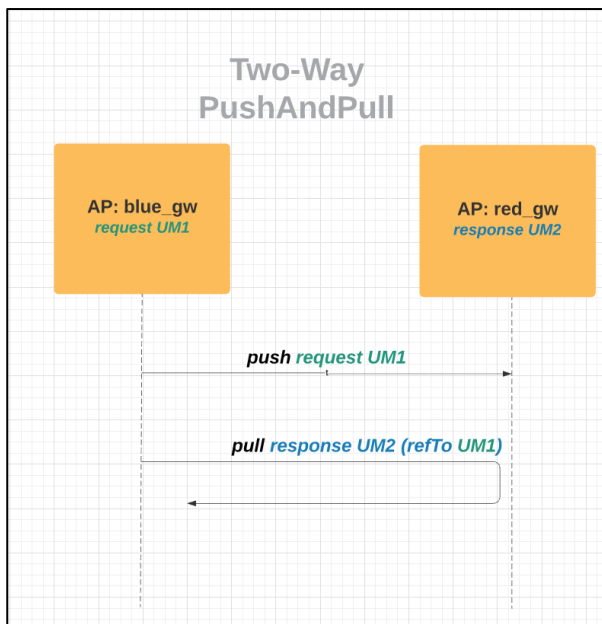 Two-Way
PushAndPull
AP: blue_gw
request UM1
AP: red_gw
response UM2
push request UM1
pull response UM2 (refTo UM1)